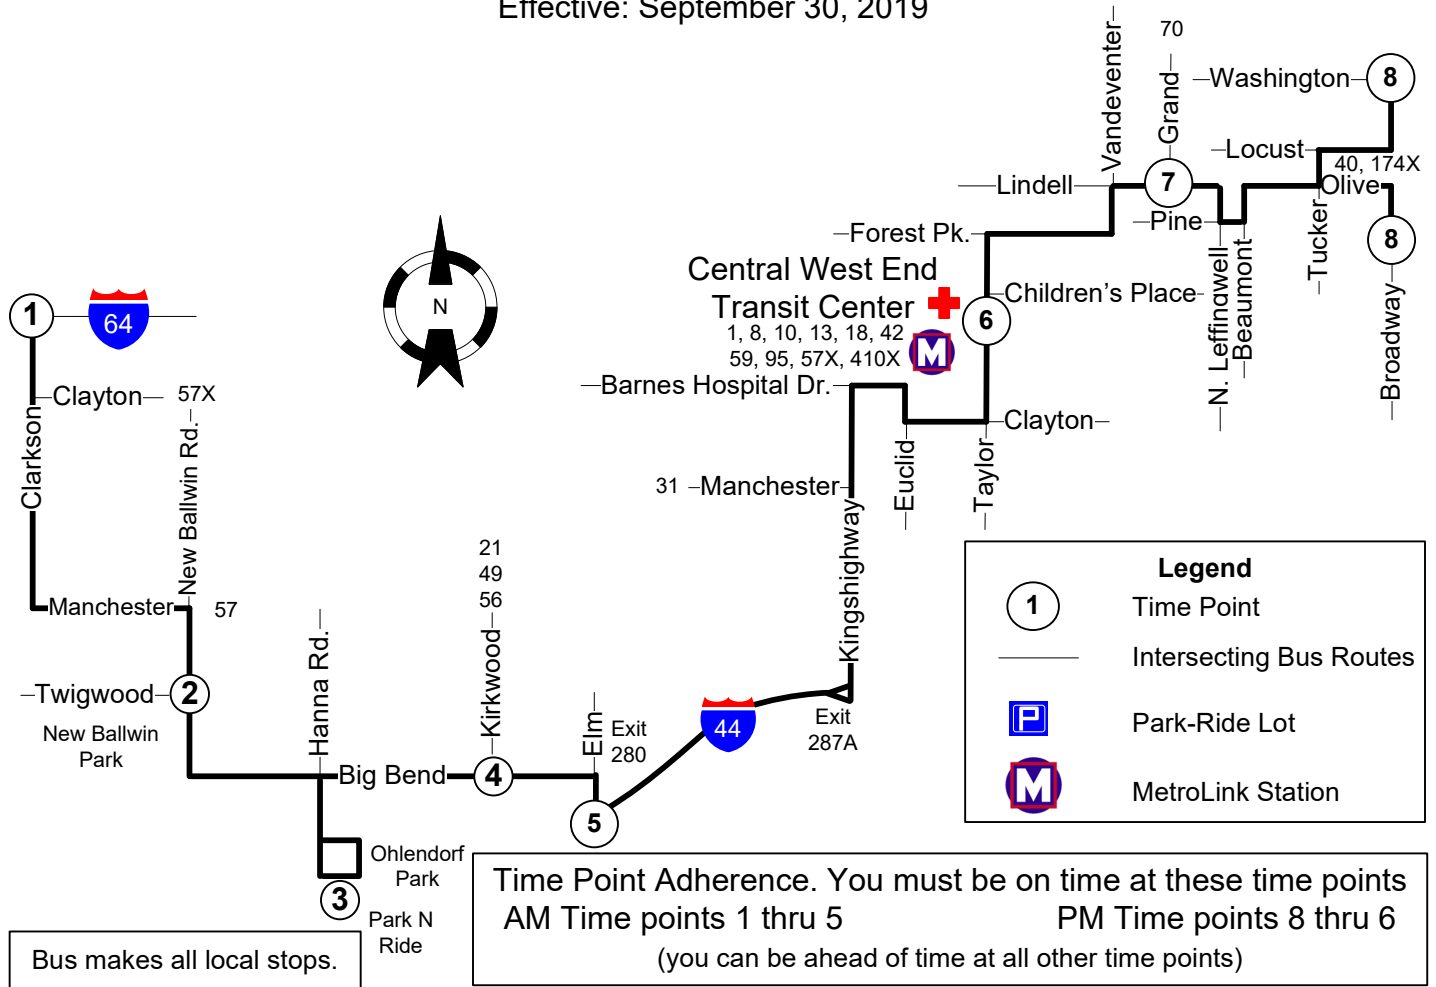 Effective: September 30, 2019
Vandeventer
70
Grand
Washington
8
Locust
40, 174X
Lindell
7
Olive
Pine
8
Forest Pk.
Tucker
N. Leffingwell
Beaumont
Broadway
Central West End
Transit Center
Children's Place
6
1, 8, 10, 13, 18, 42
59, 95, 57X, 410X
M
N
1
64
Clayton
57X
Clarkson
New Ballwin Rd.
Barnes Hospital Dr.
Clayton
Euclid
Taylor
31
Manchester
Kingshighway
21
49
56
Manchester
57
Hanna Rd.
Kirkwood
Twigwood
2
New Ballwin
Park
Elm
Exit
280
44
Exit
287A
Big Bend
4
5
Ohlendorf
Park
3
Park N
Ride
Legend
1
Time Point
Intersecting Bus Routes
P
Park-Ride Lot
M
MetroLink Station
Time Point Adherence. You must be on time at these time points
AM Time points 1 thru 5 PM Time points 8 thru 6
(you can be ahead of time at all other time points)
Bus makes all local stops.